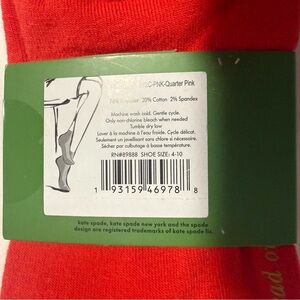 C-PNK-Quarter Pink
20% Cotton 2% Spandex
Machine wash cold. Gentle cycle.
Only non-chlorine bleach when needed
Tumble dry low
Laver à la machine à l'eau froide. Cycle délicat.
Seulement un javellisant sans chlore si nécessaire.
Sécher par culbutage à basse température.
RN#89888 SHOE SIZE: 4-10
1 93159 46978 8
kate spade, kate spade new york and the spade
design are registered trademarks of kate spade llc.